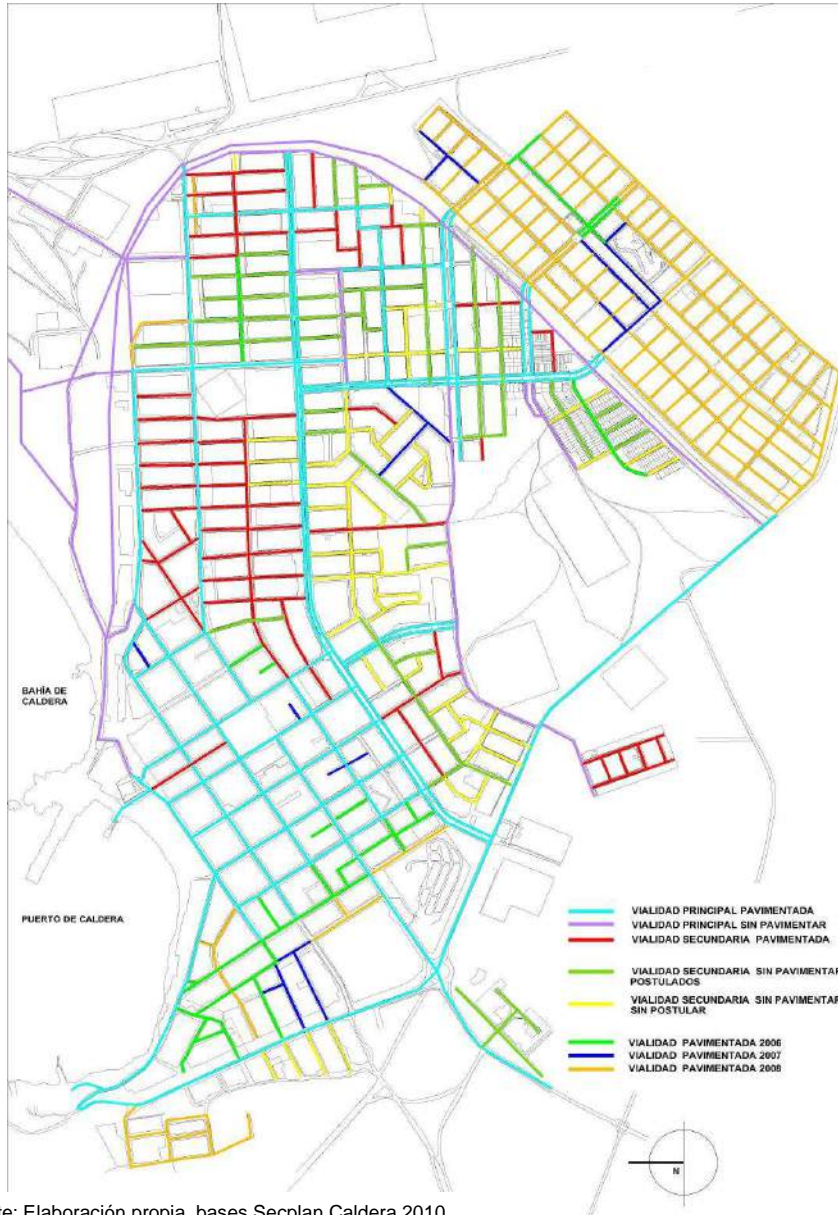 BAHÍA DE
CALDERA
PUERTO DE CALDERA
VIALIDAD PRINCIPAL PAVIMENTADA
VIALIDAD PRINCIPAL SIN PAVIMENTAR
VIALIDAD SECUNDARIA PAVIMENTADA
VIALIDAD SECUNDARIA SIN PAVIMENTAR
POSTULADOS
VIALIDAD SECUNDARIA SIN PAVIMENTAR
SIN POSTULAR
VIALIDAD PAVIMENTADA 2006
VIALIDAD PAVIMENTADA 2007
VIALIDAD PAVIMENTADA 2008
N
te: Elaboración propia, bases Secplan Caldera 2010